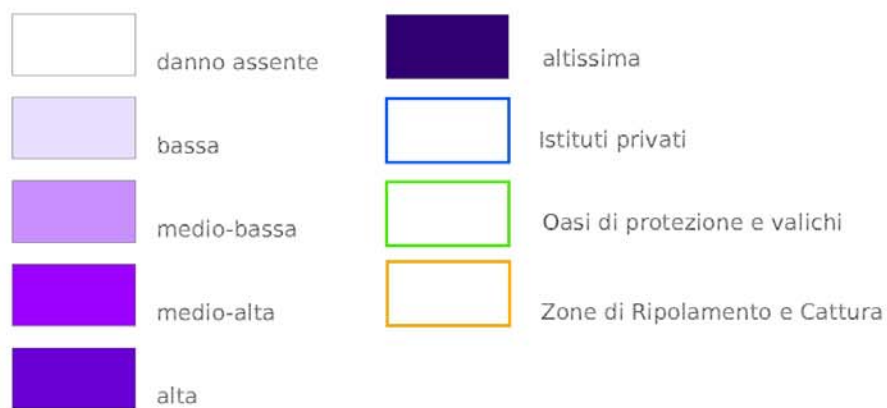 danno assente
bassa
medio-bassa
medio-alta
alta
altissima
Istituti privati
Oasi di protezione e valichi
Zone di Ripolamento e Cattura